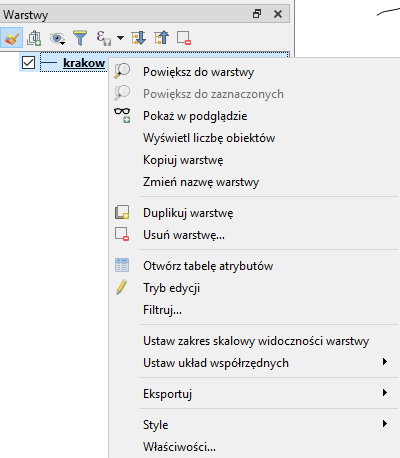 Warstwy
krakow
Powiększ do warstwy
Powiększ do zaznaczonych
Pokaż w podglądzie
Wyświetl liczbę obiektów
Kopiuj warstwę
Zmień nazwę warstwy
Duplikuj warstwę
Usuń warstwę...
Otwórz tabelę atrybutów
Tryb edycji
Filtruj...
Ustaw zakres skalowy widoczności warstwy
Ustaw układ współrzędnych
Eksportuj
Style
Właściwości...